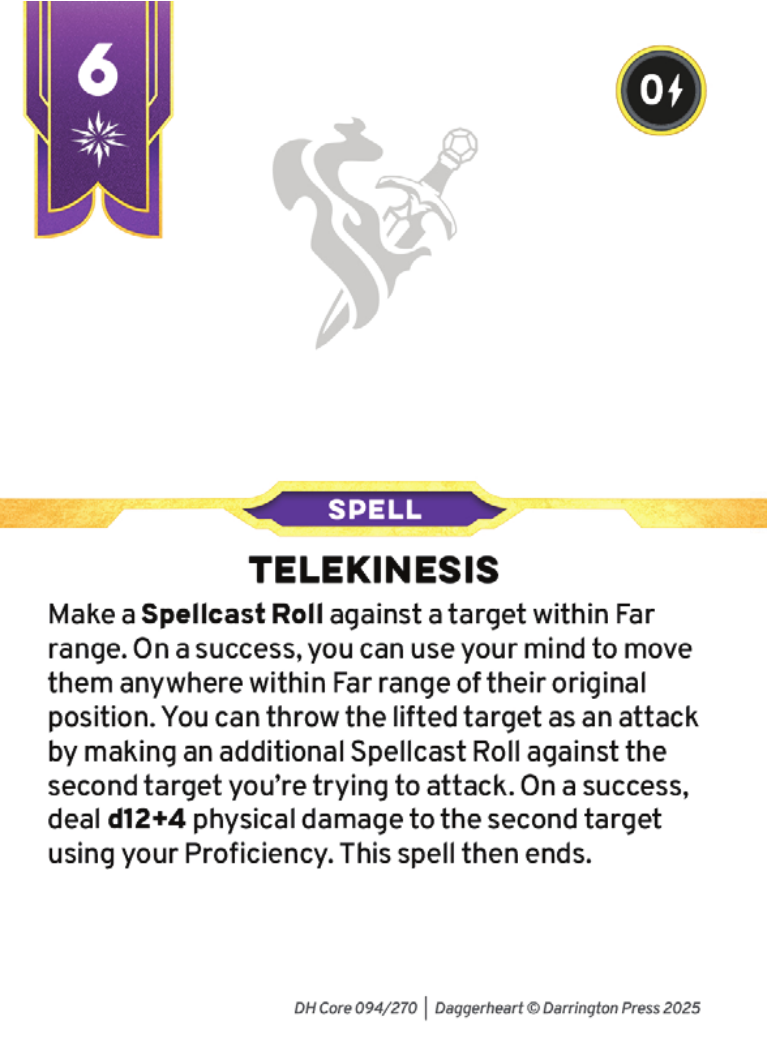 6
0
SPELL
TELEKINESIS
Make a Spellcast Roll against a target within Far
range. On a success, you can use your mind to move
them anywhere within Far range of their original
position. You can throw the lifted target as an attack
by making an additional Spellcast Roll against the
second target you’re trying to attack. On a success,
deal d12+4 physical damage to the second target
using your Proficiency. This spell then ends.
DH Core 094/270 | Daggerheart © Darrington Press 2025